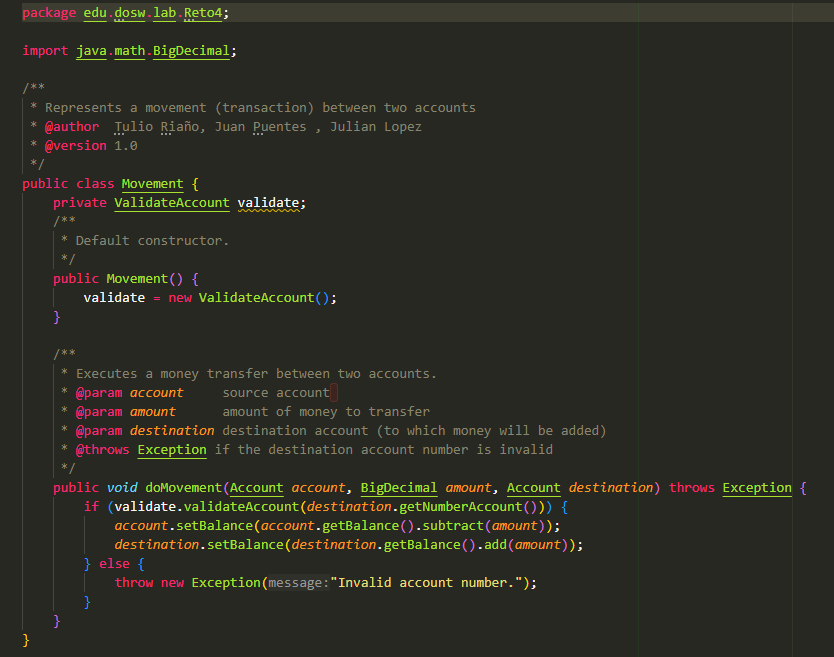 package edu.dosw.lab.Reto4;
import java.math.BigDecimal;
/**
 * Represents a movement (transaction) between two accounts
 * @author  Tulio Riaño, Juan Puentes , Julian Lopez
 * @version 1.0
 */
public class Movement {
    private ValidateAccount validate;
    /**
     * Default constructor.
     */
    public Movement() {
        validate = new ValidateAccount();
    }
    /**
     * Executes a money transfer between two accounts.
     * @param account     source account
     * @param amount      amount of money to transfer
     * @param destination destination account (to which money will be added)
     * @throws Exception if the destination account number is invalid
     */
    public void doMovement(Account account, BigDecimal amount, Account destination) throws Exception {
        if (validate.validateAccount(destination.getNumberAccount())) {
            account.setBalance(account.getBalance().subtract(amount));
            destination.setBalance(destination.getBalance().add(amount));
        } else {
            throw new Exception(message:"Invalid account number.");
        }
    }
}